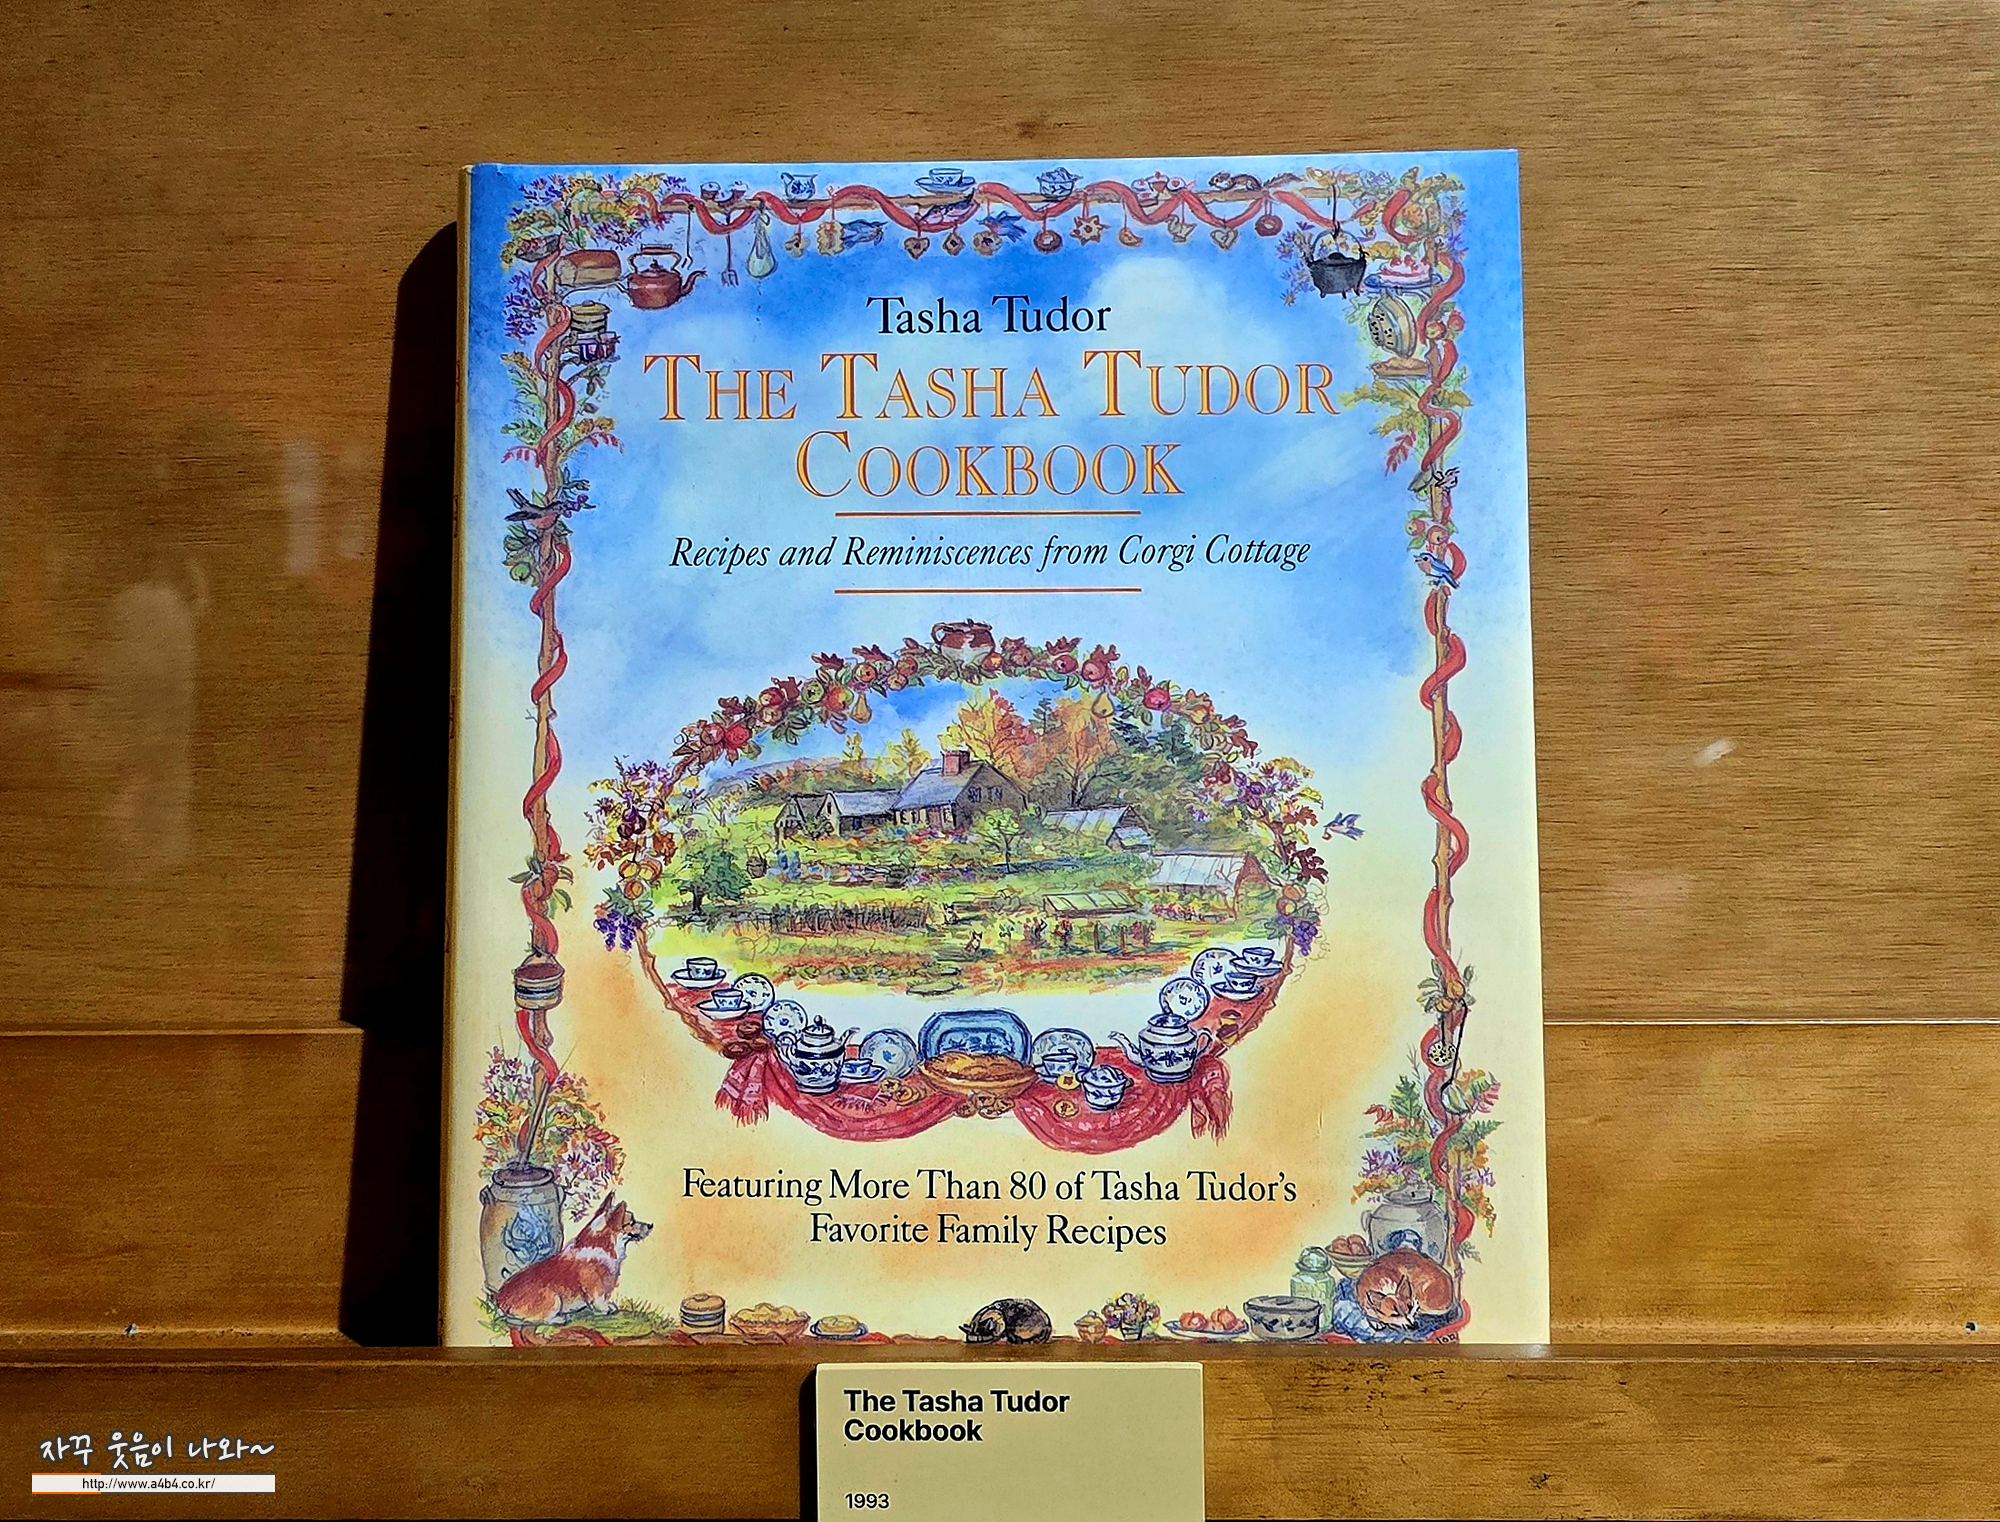 Tasha Tudor
THE TASHA TUDOR
COOKBOOK
Recipes and Reminiscences from Corgi Cottage
Featuring More Than 80 of Tasha Tudor's
Favorite Family Recipes
The Tasha Tudor
Cookbook
1993
자꾸 웃음이 나와~
http://www.a4b4.co.kr/